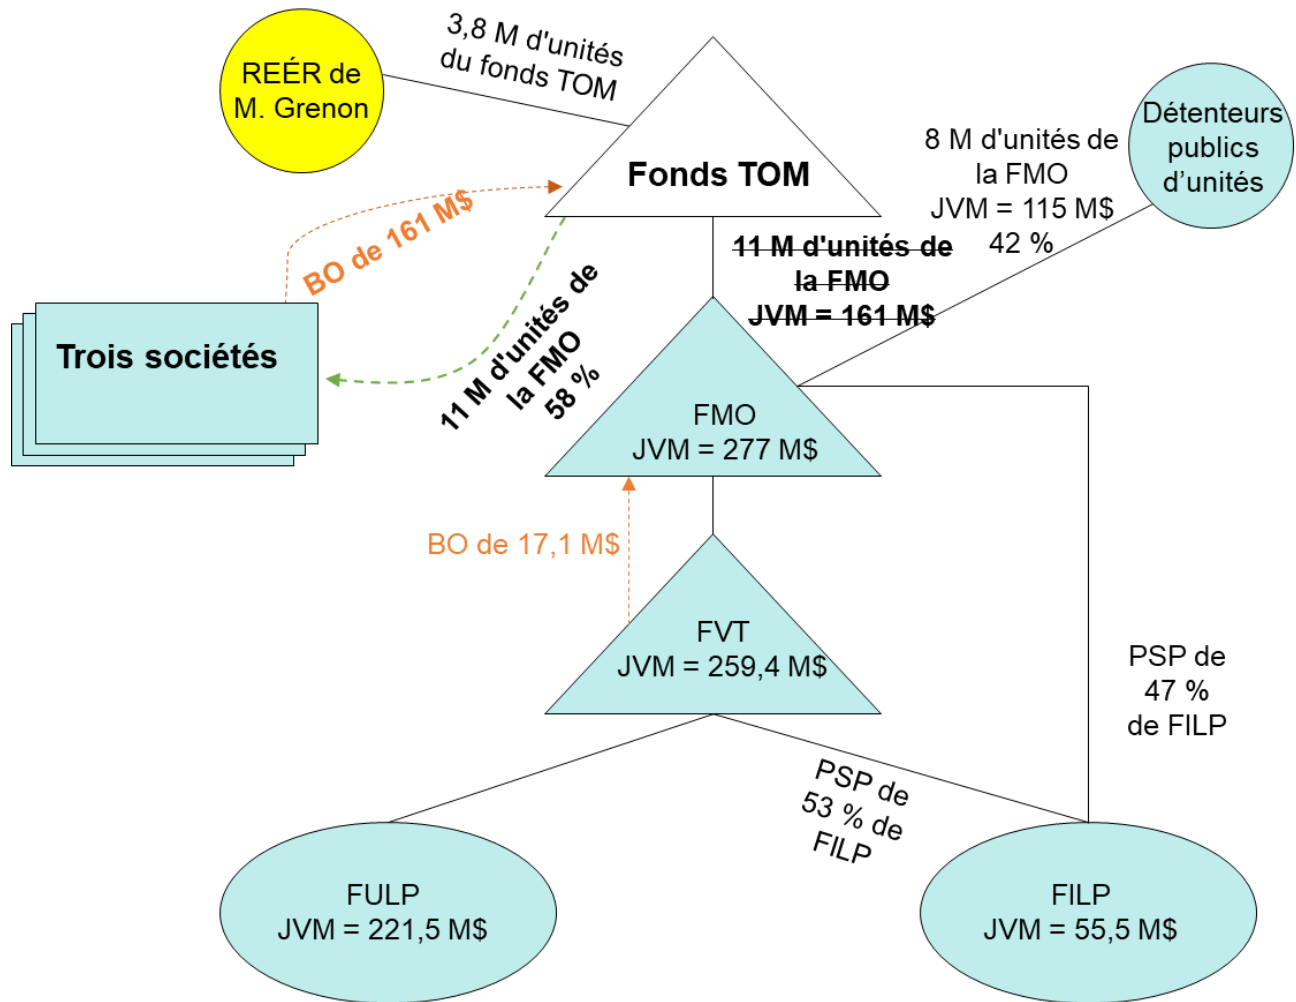 3,8 M d'unités
du fonds TOM
REÉR de
M. Grenon
Détenteurs
publics
d’unités
8 M d'unités de
la FMO
JVM = 115 M$
42 %
Fonds TOM
BO de 161 M$
11 M d'unités de
la FMO
JVM = 161 M$
Trois sociétés
11 M d'unités de
la FMO
58 %
FMO
JVM = 277 M$
BO de 17,1 M$
FVT
JVM = 259,4 M$
PSP de
47 %
de FILP
PSP de
53 % de
FILP
FULP
JVM = 221,5 M$
FILP
JVM = 55,5 M$